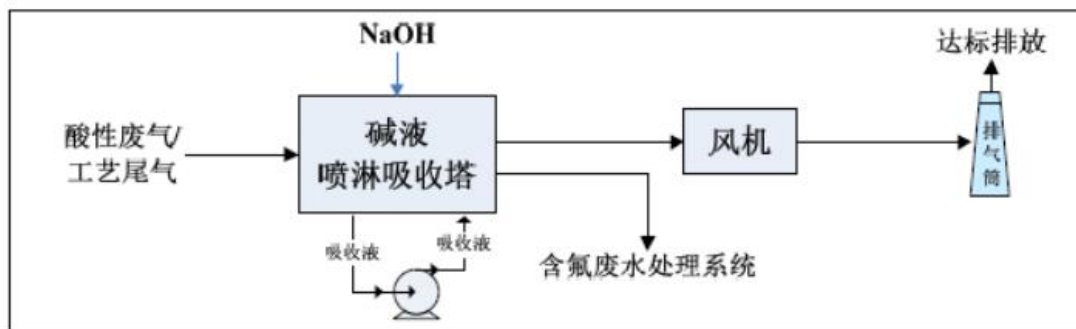 NaOH
达标排放
酸性废气/
工艺尾气
碱液
喷淋吸收塔
风机
排气筒
吸收液
吸收液
含氟废水处理系统